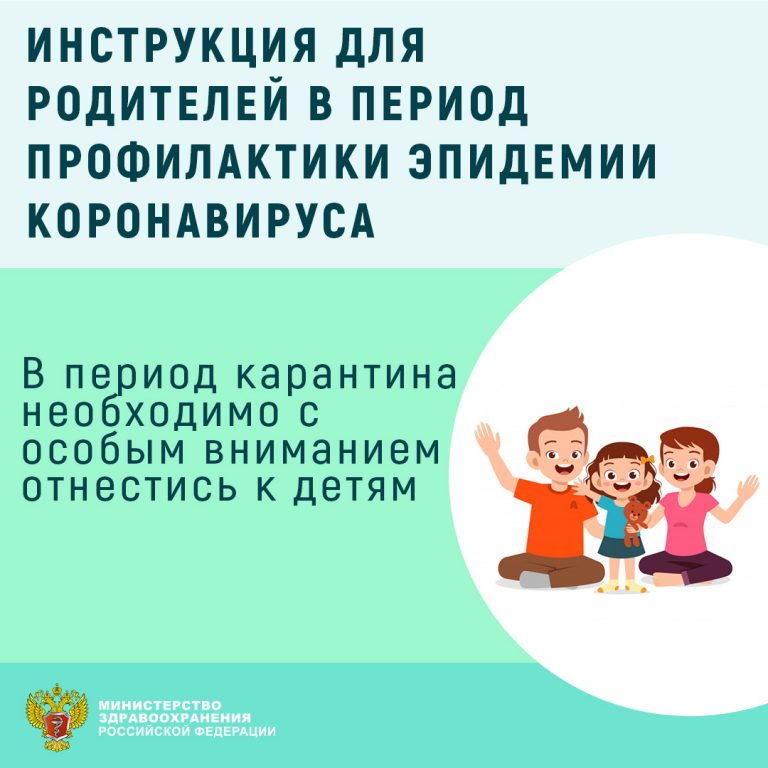 ИНСТРУКЦИЯ ДЛЯ
РОДИТЕЛЕЙ В ПЕРИОД
ПРОФИЛАКТИКИ ЭПИДЕМИИ
КОРОНАВИРУСА
В период карантина
необходимо с
особым вниманием
отнестись к детям
МИНИСТЕРСТВО
ЗДРАВООХРАНЕНИЯ
РОССИЙСКОЙ ФЕДЕРАЦИИ